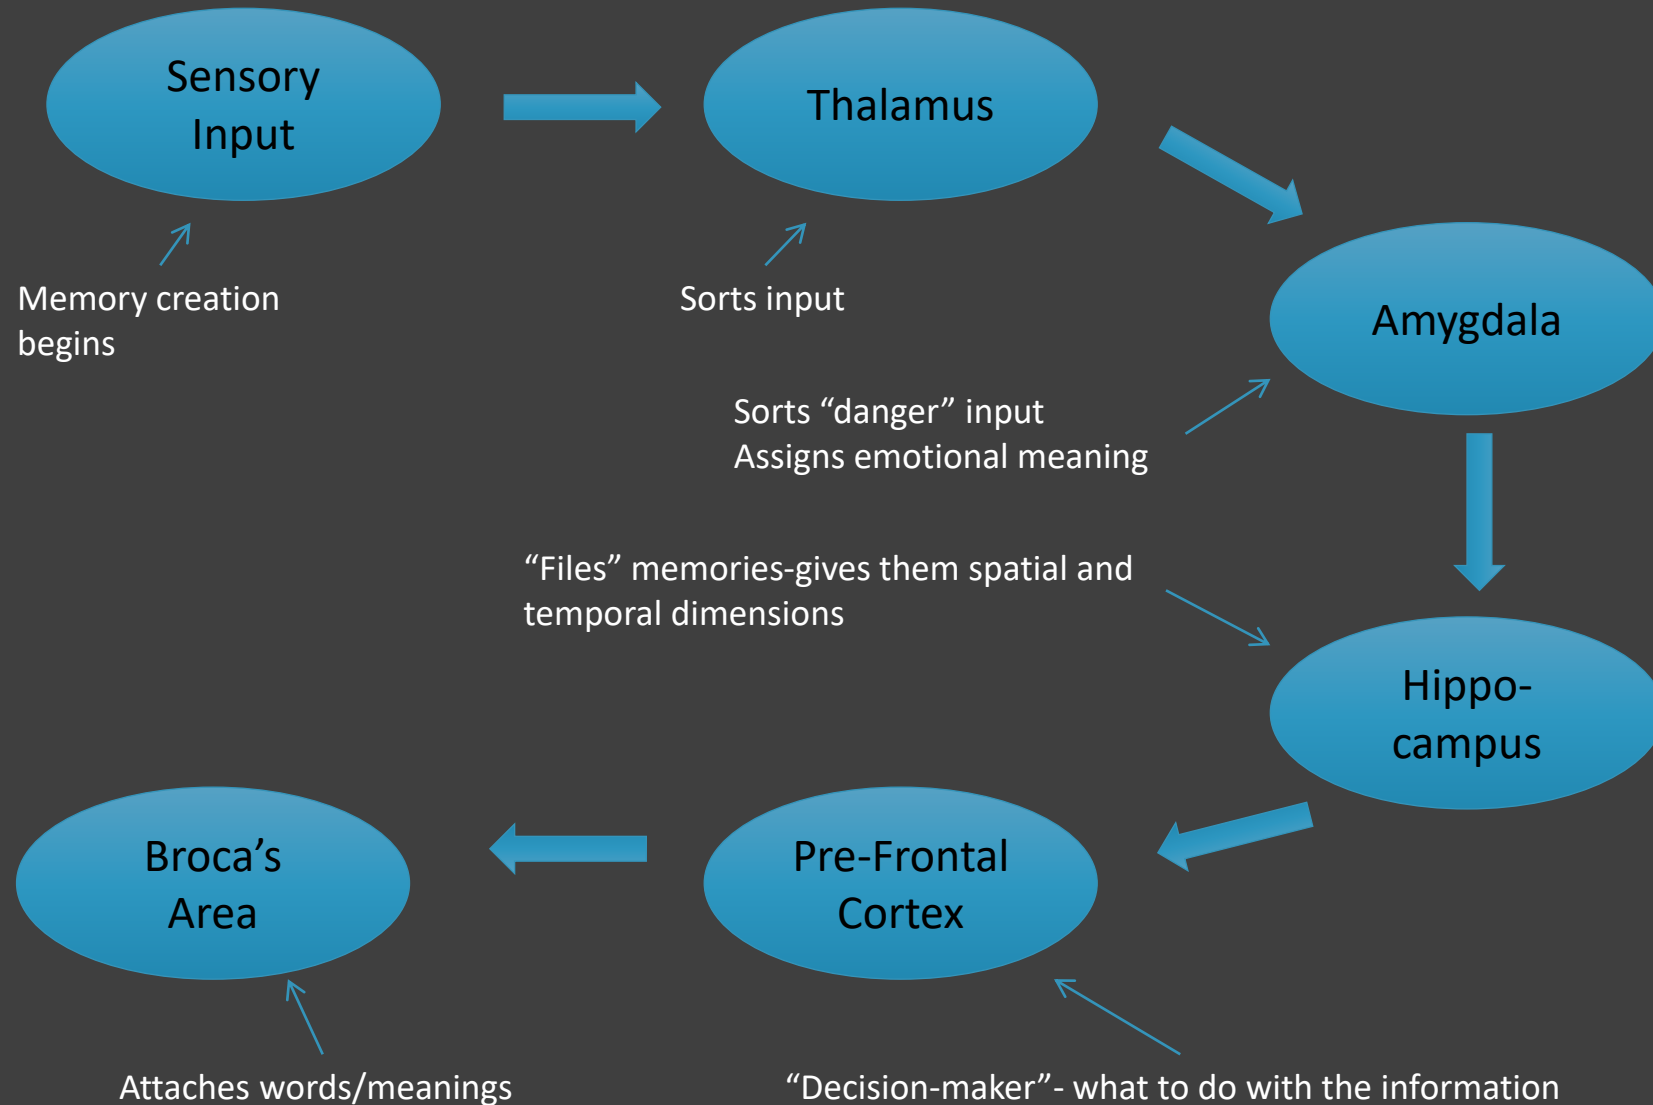 Sensory
Input
Thalamus
Memory creation
begins
Sorts input
Amygdala
Sorts “danger” input
Assigns emotional meaning
“Files” memories-gives them spatial and
temporal dimensions
Hippo-
campus
Pre-Frontal
Cortex
Broca’s
Area
Attaches words/meanings
“Decision-maker”- what to do with the information